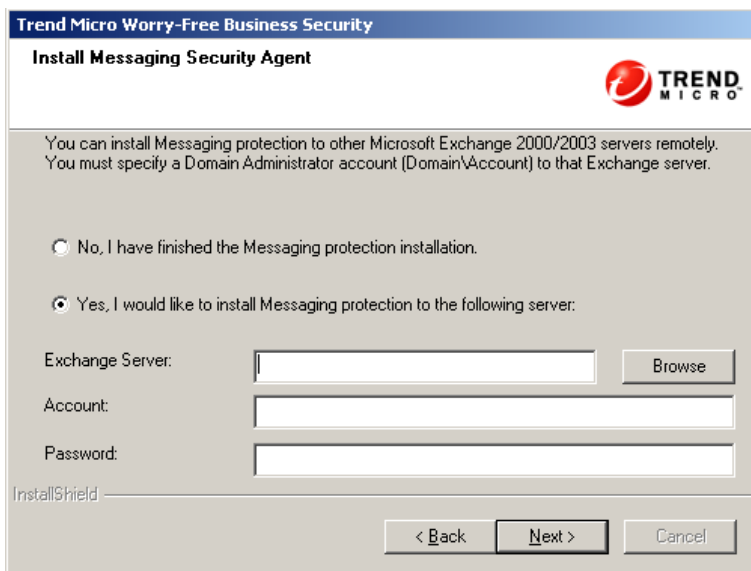 Trend Micro Worry-Free Business Security
Install Messaging Security Agent
TREND
MICRO™
You can install Messaging protection to other Microsoft Exchange 2000/2003 servers remotely.
You must specify a Domain Administrator account (Domain\Account) to that Exchange server.
No, I have finished the Messaging protection installation.
Yes, I would like to install Messaging protection to the following server:
Exchange Server:
Browse
Account:
Password:
InstallShield
< Back
Next >
Cancel